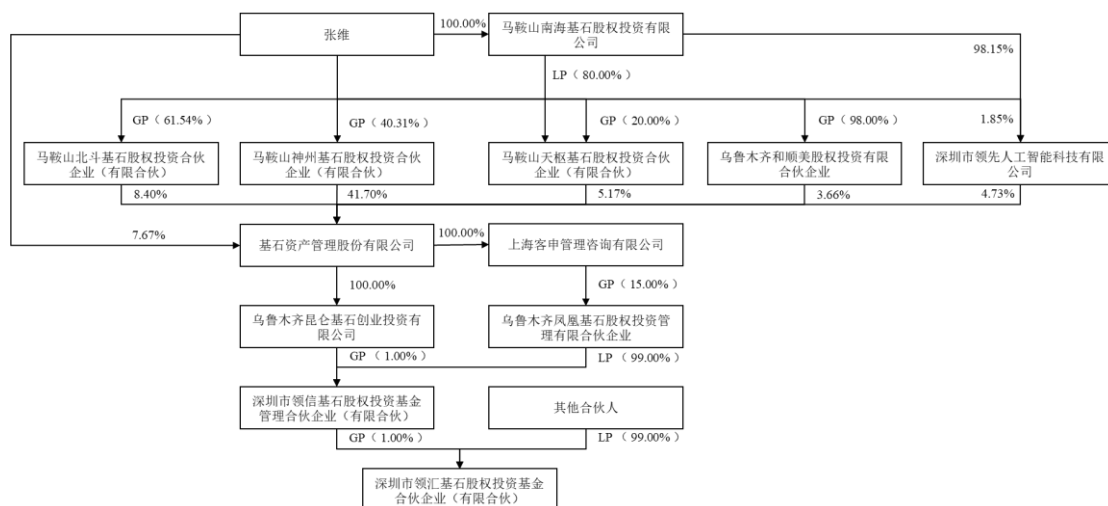 张维
100.00%
马鞍山南海基石股权投资有限
公司
98.15%
LP（80.00%）
GP（61.54%）
GP（40.31%）
GP（20.00%）
GP（98.00%）
1.85%
马鞍山北斗基石股权投资合伙
企业（有限合伙）
马鞍山神州基石股权投资合伙
企业（有限合伙）
马鞍山天枢基石股权投资合伙
企业（有限合伙）
乌鲁木齐和顺美股权投资有限
合伙企业
深圳市领先人工智能科技有限
公司
8.40%
41.70%
5.17%
3.66%
4.73%
7.67%
基石资产管理股份有限公司
100.00%
上海客申管理咨询有限公司
100.00%
GP（15.00%）
乌鲁木齐昆仑基石创业投资有
限公司
乌鲁木齐凤凰基石股权投资管
理有限合伙企业
GP（1.00%）
LP（99.00%）
深圳市领信基石股权投资基金
管理合伙企业（有限合伙）
其他合伙人
GP（1.00%）
LP（99.00%）
深圳市领汇基石股权投资基金
合伙企业（有限合伙）